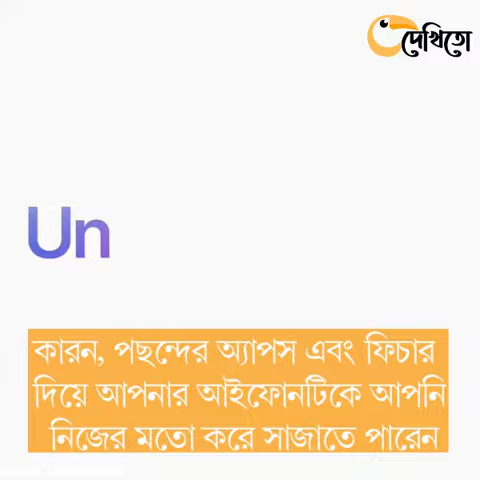 দেখিতো
Un
কারন, পছন্দের অ্যাপস এবং ফিচার
দিয়ে আপনার আইফোনটিকে আপনি
নিজের মতো করে সাজাতে পারেন